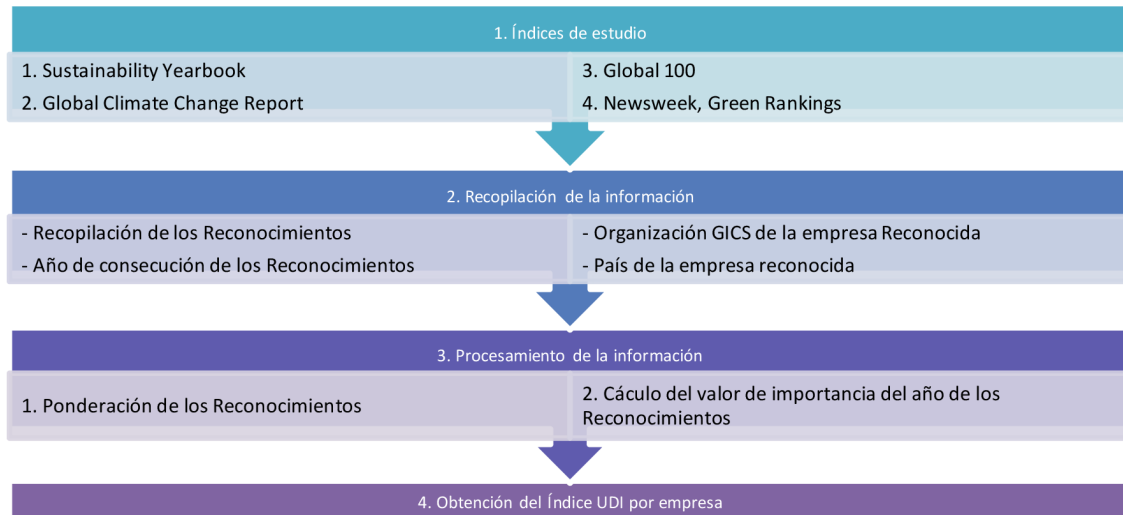 1. Índices de estudio
1. Sustainability Yearbook
2. Global Climate Change Report
3. Global 100
4. Newsweek, Green Rankings
2. Recopilación de la información
- Recopilación de los Reconocimientos
- Año de consecución de los Reconocimientos
- Organización GICS de la empresa Reconocida
- País de la empresa reconocida
3. Procesamiento de la información
1. Ponderación de los Reconocimientos
2. Cáculo del valor de importancia del año de los
Reconocimientos
4. Obtención del Índice UDI por empresa